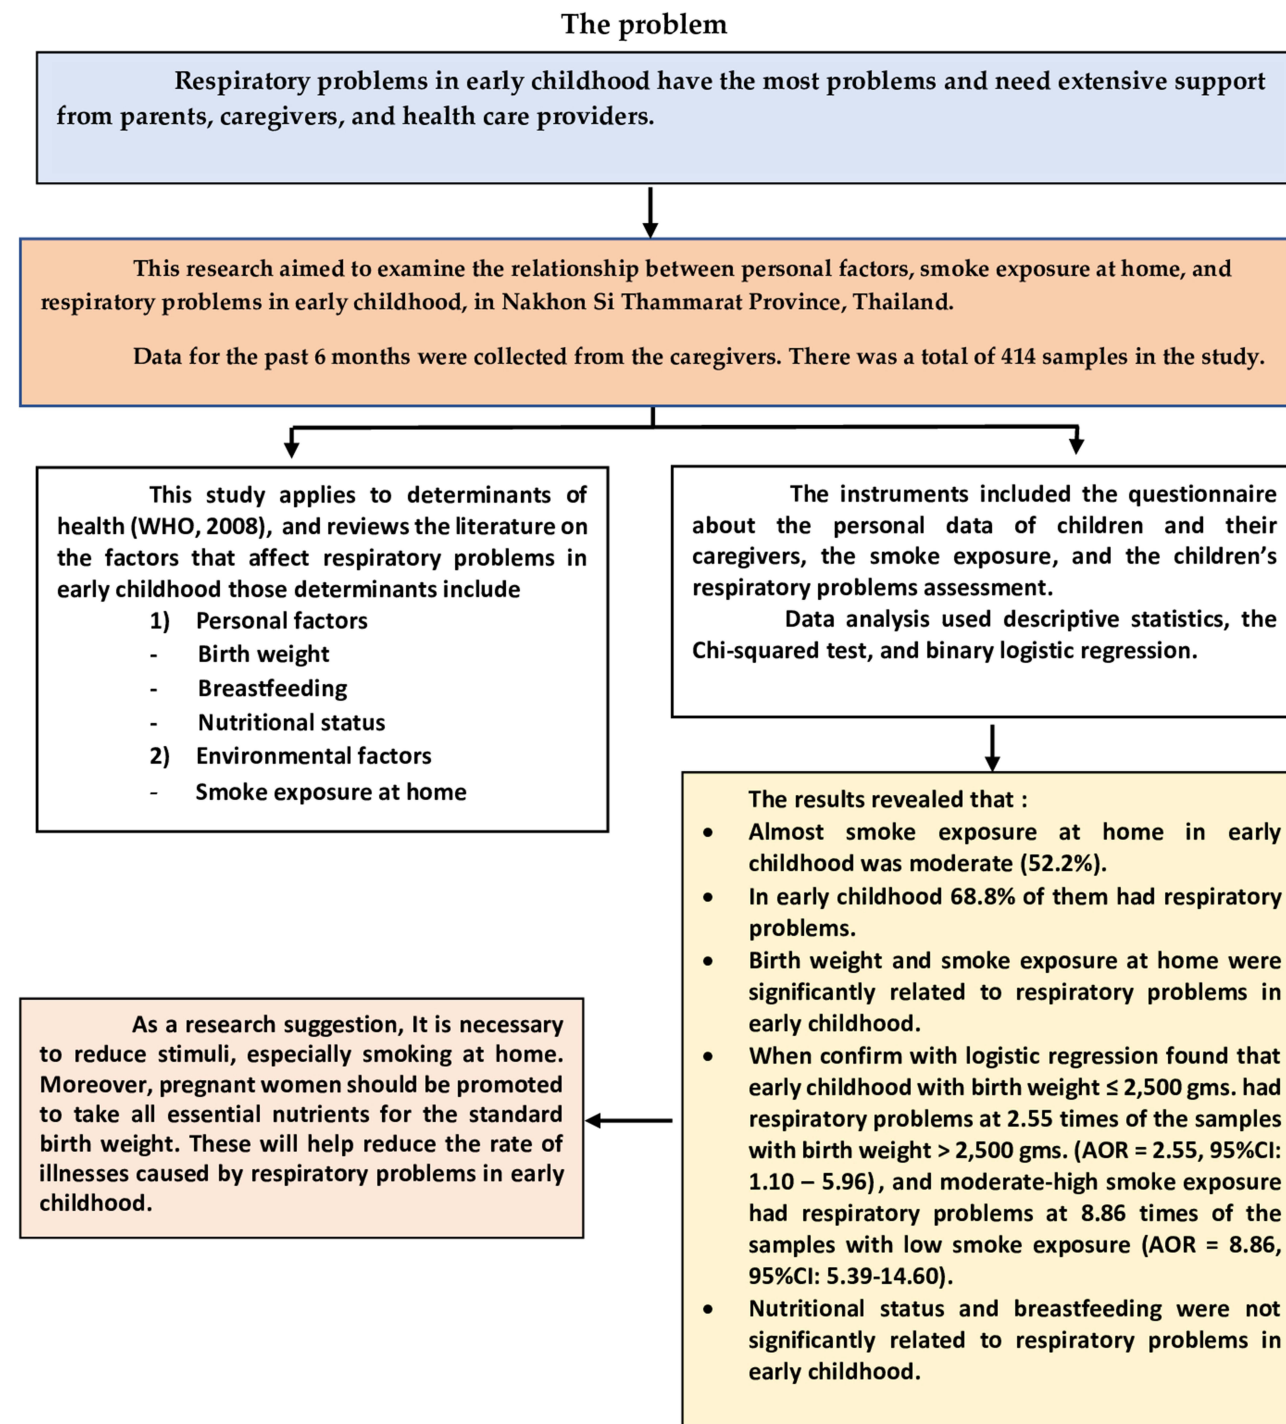 The problem
Respiratory problems in early childhood have the most problems and need extensive support
from parents, caregivers, and health care providers.
This research aimed to examine the relationship between personal factors, smoke exposure at home, and
respiratory problems in early childhood, in Nakhon Si Thammarat Province, Thailand.
Data for the past 6 months were collected from the caregivers. There was a total of 414 samples in the study.
This study applies to determinants of
health (WHO, 2008), and reviews the literature on
the factors that affect respiratory problems in
early childhood those determinants include
1) Personal factors
- Birth weight
- Breastfeeding
- Nutritional status
2) Environmental factors
- Smoke exposure at home
The instruments included the questionnaire
about the personal data of children and their
caregivers, the smoke exposure, and the children's
respiratory problems assessment.
Data analysis used descriptive statistics, the
Chi-squared test, and binary logistic regression.
The results revealed that :
• Almost smoke exposure at home in early
childhood was moderate (52.2%).
• In early childhood 68.8% of them had respiratory
problems.
• Birth weight and smoke exposure at home were
significantly related to respiratory problems in
early childhood.
• When confirm with logistic regression found that
early childhood with birth weight ≤ 2,500 gms. had
respiratory problems at 2.55 times of the samples
with birth weight > 2,500 gms. (AOR = 2.55, 95%CI:
1.10 – 5.96), and moderate-high smoke exposure
had respiratory problems at 8.86 times of the
samples with low smoke exposure (AOR = 8.86,
95%CI: 5.39-14.60).
• Nutritional status and breastfeeding were not
significantly related to respiratory problems in
early childhood.
As a research suggestion, It is necessary
to reduce stimuli, especially smoking at home.
Moreover, pregnant women should be promoted
to take all essential nutrients for the standard
birth weight. These will help reduce the rate of
illnesses caused by respiratory problems in early
childhood.